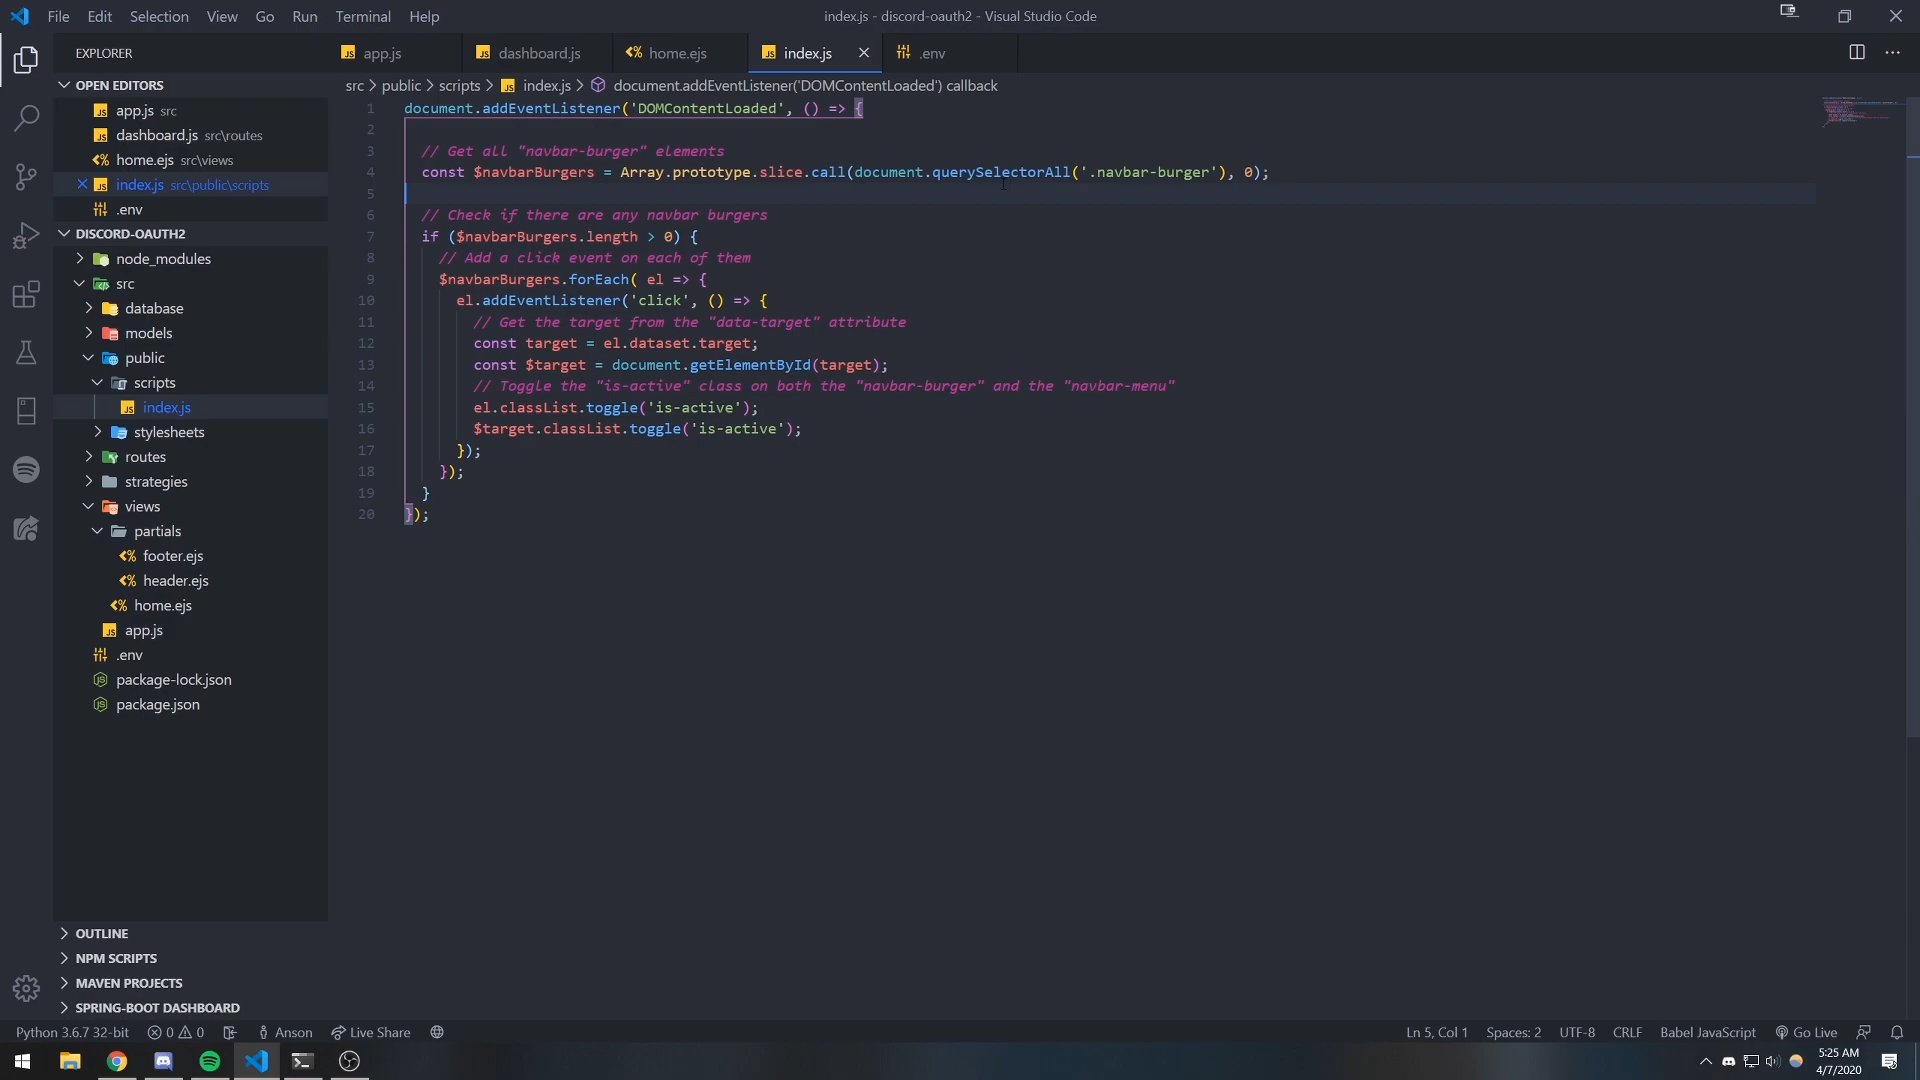 File Edit Selection View Go Run Terminal Help
index.js - discord-oauth2 - Visual Studio Code
EXPLORER
app.js
dashboard.js
home.ejs
index.js
.env
OPEN EDITORS
app.js src
dashboard.js src\routes
home.ejs src\views
index.js src\public\scripts
.env
DISCORD-OAUTH2
node_modules
src
database
models
public
scripts
index.js
stylesheets
routes
strategies
views
partials
footer.ejs
header.ejs
home.ejs
app.js
.env
package-lock.json
package.json
OUTLINE
NPM SCRIPTS
MAVEN PROJECTS
SPRING-BOOT DASHBOARD
src > public > scripts > index.js > document.addEventListener('DOMContentLoaded') callback
1 document.addEventListener('DOMContentLoaded', () => {
2
3 // Get all "navbar-burger" elements
4 const $navbarBurgers = Array.prototype.slice.call(document.querySelectorAll('.navbar-burger'), 0);
5
6 // Check if there are any navbar burgers
7 if ($navbarBurgers.length > 0) {
8 // Add a click event on each of them
9 $navbarBurgers.forEach( el => {
10 el.addEventListener('click', () => {
11 // Get the target from the "data-target" attribute
12 const target = el.dataset.target;
13 const $target = document.getElementById(target);
14 // Toggle the "is-active" class on both the "navbar-burger" and the "navbar-menu"
15 el.classList.toggle('is-active');
16 $target.classList.toggle('is-active');
17 });
18 });
19 }
20 });
Python 3.6.7 32-bit 0 0 Anson Live Share
Ln 5, Col 1 Spaces: 2 UTF-8 CRLF Babel JavaScript Go Live
5:25 AM
4/7/2020